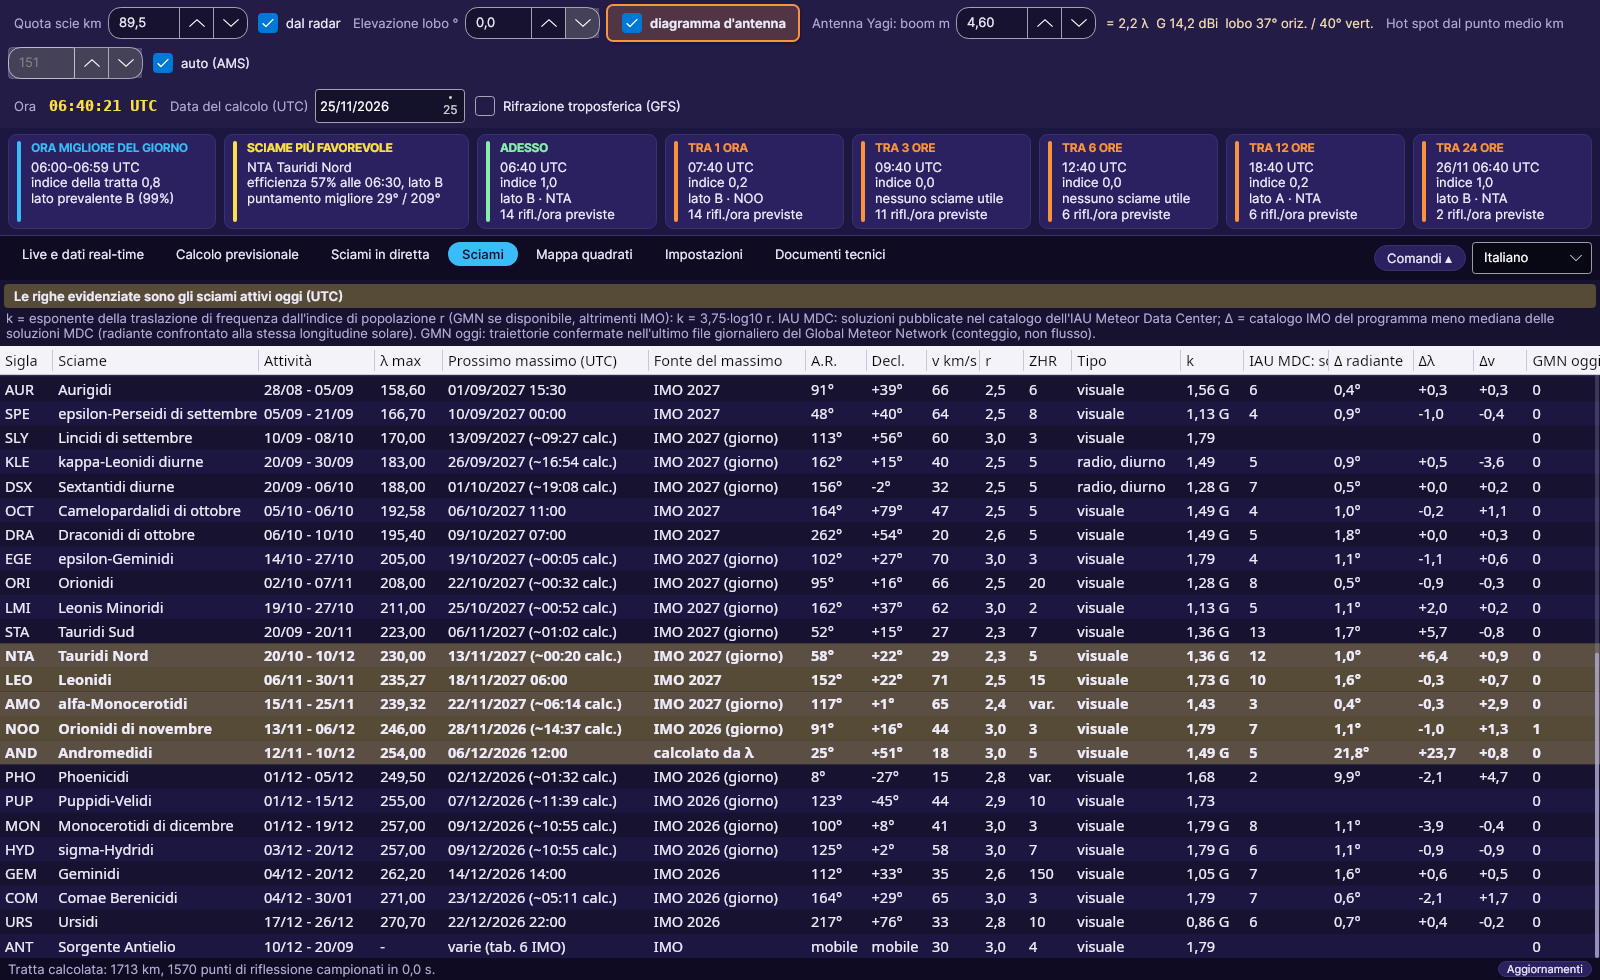 Quota scie km 89,5 dal radar Elevazione lobo ° 0,0 diagramma d'antenna Antenna Yagi: boom m 4,60 = 2,2 λ G 14,2 dBi lobo 37° oriz. / 40° vert. Hot spot dal punto medio km
151 auto (AMS)
Ora 06:40:21 UTC Data del calcolo (UTC) 25/11/2026 25 Rifrazione troposferica (GFS)
ORA MIGLIORE DEL GIORNO
06:00-06:59 UTC
indice della tratta 0,8
lato prevalente B (99%)
SCIAME PIÙ FAVOREVOLE
NTA Tauridi Nord
efficienza 57% alle 06:30, lato B
puntamento migliore 29° / 209°
ADESSO
06:40 UTC
indice 1,0
lato B · NTA
14 rifl./ora previste
TRA 1 ORA
07:40 UTC
indice 0,2
lato B · NOO
14 rifl./ora previste
TRA 3 ORE
09:40 UTC
indice 0,0
nessuno sciame utile
11 rifl./ora previste
TRA 6 ORE
12:40 UTC
indice 0,0
nessuno sciame utile
6 rifl./ora previste
TRA 12 ORE
18:40 UTC
indice 0,2
lato A · NTA
6 rifl./ora previste
TRA 24 ORE
26/11 06:40 UTC
indice 1,0
lato B · NTA
2 rifl./ora previste
Live e dati real-time Calcolo previsionale Sciami in diretta Sciami Mappa quadrati Impostazioni Documenti tecnici Comandi ▴ Italiano
Le righe evidenziate sono gli sciami attivi oggi (UTC)
k = esponente della traslazione di frequenza dall'indice di popolazione r (GMN se disponibile, altrimenti IMO): k = 3,75·log10 r. IAU MDC: soluzioni pubblicate nel catalogo dell'IAU Meteor Data Center; Δ = catalogo IMO del programma meno mediana delle
soluzioni MDC (radiante confrontato alla stessa longitudine solare). GMN oggi: traiettorie confermate nell'ultimo file giornaliero del Global Meteor Network (conteggio, non flusso).
Sigla Sciame Attività λ max Prossimo massimo (UTC) Fonte del massimo A.R. Decl. v km/s r ZHR Tipo k IAU MDC: so Δ radiante Δλ Δv GMN oggi
AUR Aurigidi 28/08 - 05/09 158,60 01/09/2027 15:30 IMO 2027 91° +39° 66 2,5 6 visuale 1,56 G 6 0,4° +0,3 +0,3 0
SPE epsilon-Perseidi di settembre 05/09 - 21/09 166,70 10/09/2027 00:00 IMO 2027 48° +40° 64 2,5 8 visuale 1,13 G 4 0,9° -1,0 -0,4 0
SLY Lincidi di settembre 10/09 - 08/10 170,00 13/09/2027 (~09:27 calc.) IMO 2027 (giorno) 113° +56° 60 3,0 3 visuale 1,79 0
KLE kappa-Leonidi diurne 20/09 - 30/09 183,00 26/09/2027 (~16:54 calc.) IMO 2027 (giorno) 162° +15° 40 2,5 5 radio, diurno 1,49 5 0,9° +0,5 -3,6 0
DSX Sextantidi diurne 20/09 - 06/10 188,00 01/10/2027 (~19:08 calc.) IMO 2027 (giorno) 156° -2° 32 2,5 5 radio, diurno 1,28 G 7 0,5° +0,0 +0,2 0
OCT Camelopardalidi di ottobre 05/10 - 06/10 192,58 06/10/2027 11:00 IMO 2027 164° +79° 47 2,5 5 visuale 1,49 G 4 1,0° -0,2 +1,1 0
DRA Draconidi di ottobre 06/10 - 10/10 195,40 09/10/2027 07:00 IMO 2027 262° +54° 20 2,6 5 visuale 1,49 G 5 1,8° +0,0 +0,3 0
EGE epsilon-Geminidi 14/10 - 27/10 205,00 19/10/2027 (~00:05 calc.) IMO 2027 (giorno) 102° +27° 70 3,0 3 visuale 1,79 4 1,1° -1,1 +0,6 0
ORI Orionidi 02/10 - 07/11 208,00 22/10/2027 (~00:32 calc.) IMO 2027 (giorno) 95° +16° 66 2,5 20 visuale 1,28 G 8 0,5° -0,9 -0,3 0
LMI Leonis Minoridi 19/10 - 27/10 211,00 25/10/2027 (~00:52 calc.) IMO 2027 (giorno) 162° +37° 62 3,0 2 visuale 1,13 G 5 1,1° +2,0 +0,2 0
STA Tauridi Sud 20/09 - 20/11 223,00 06/11/2027 (~01:02 calc.) IMO 2027 (giorno) 52° +15° 27 2,3 7 visuale 1,36 G 13 1,7° +5,7 -0,8 0
NTA Tauridi Nord 20/10 - 10/12 230,00 13/11/2027 (~00:20 calc.) IMO 2027 (giorno) 58° +22° 29 2,3 5 visuale 1,36 G 12 1,0° +6,4 +0,9 0
LEO Leonidi 06/11 - 30/11 235,27 18/11/2027 06:00 IMO 2027 152° +22° 71 2,5 15 visuale 1,73 G 10 1,6° -0,3 +0,7 0
AMO alfa-Monocerotidi 15/11 - 25/11 239,32 22/11/2027 (~06:14 calc.) IMO 2027 (giorno) 117° +1° 65 2,4 var. visuale 1,43 3 0,4° -0,3 +2,9 0
NOO Orionidi di novembre 13/11 - 06/12 246,00 28/11/2026 (~14:37 calc.) IMO 2026 (giorno) 91° +16° 44 3,0 3 visuale 1,79 7 1,1° -1,0 +1,3 1
AND Andromedidi 12/11 - 10/12 254,00 06/12/2026 12:00 calcolato da λ 25° +51° 18 3,0 5 visuale 1,49 G 5 21,8° +23,7 +0,8 0
PHO Phoenicidi 01/12 - 05/12 249,50 02/12/2026 (~01:32 calc.) IMO 2026 (giorno) 8° -27° 15 2,8 var. visuale 1,68 2 9,9° -2,1 +4,7 0
PUP Puppidi-Velidi 01/12 - 15/12 255,00 07/12/2026 (~11:39 calc.) IMO 2026 (giorno) 123° -45° 44 2,9 10 visuale 1,73 0
MON Monocerotidi di dicembre 01/12 - 19/12 257,00 09/12/2026 (~10:55 calc.) IMO 2026 (giorno) 100° +8° 41 3,0 3 visuale 1,79 G 8 1,1° -3,9 -0,4 0
HYD sigma-Hydridi 03/12 - 20/12 257,00 09/12/2026 (~10:55 calc.) IMO 2026 (giorno) 125° +2° 58 3,0 7 visuale 1,79 G 6 1,1° -0,9 -0,9 0
GEM Geminidi 04/12 - 20/12 262,20 14/12/2026 14:00 IMO 2026 112° +33° 35 2,6 150 visuale 1,05 G 7 1,6° +0,6 +0,5 0
COM Comae Berenicidi 04/12 - 30/01 271,00 23/12/2026 (~05:11 calc.) IMO 2026 (giorno) 164° +29° 65 3,0 3 visuale 1,79 7 0,6° -2,1 +1,7 0
URS Ursidi 17/12 - 26/12 270,70 22/12/2026 22:00 IMO 2026 217° +76° 33 2,8 10 visuale 0,86 G 6 0,7° +0,4 -0,2 0
ANT Sorgente Antielio 10/12 - 20/09 - varie (tab. 6 IMO) IMO mobile mobile 30 3,0 4 visuale 1,79 0
Tratta calcolata: 1713 km, 1570 punti di riflessione campionati in 0,0 s. Aggiornamenti